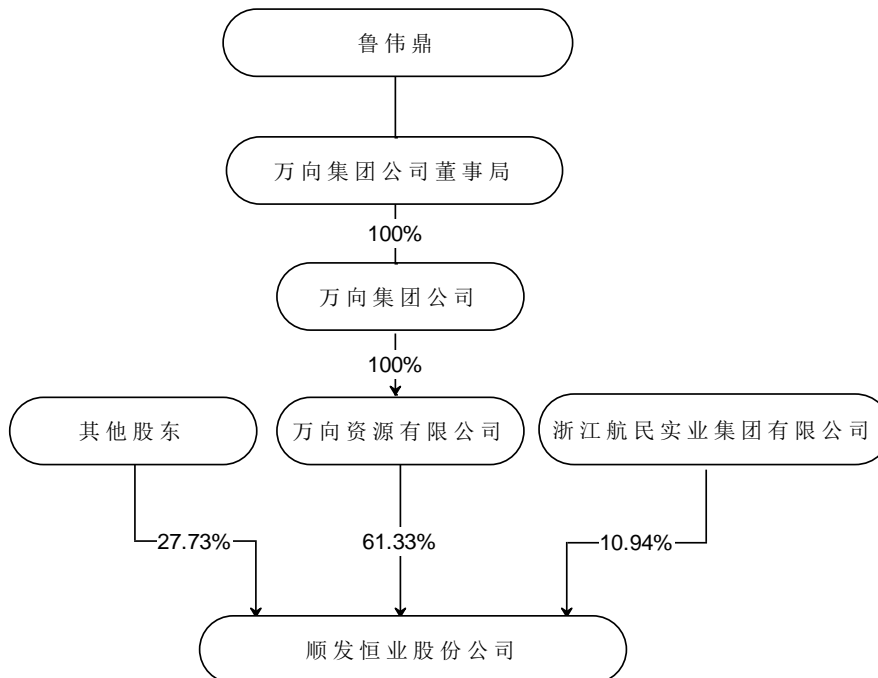 鲁伟鼎
万向集团公司董事局
100%
万向集团公司
100%
其他股东
万向资源有限公司
浙江航民实业集团有限公司
27.73%
61.33%
10.94%
顺发恒业股份公司